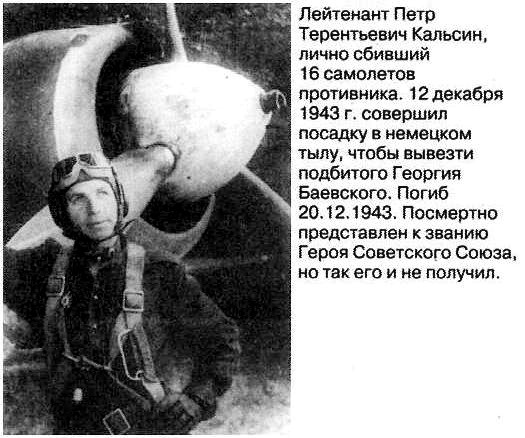 Лейтенант Петр
Терентьевич Кальсин,
лично сбивший
16 самолетов
противника. 12 декабря
1943 г. совершил
посадку в немецком
тылу, чтобы вывезти
подбитого Георгия
Баевского. Погиб
20.12.1943. Посмертно
представлен к званию
Героя Советского Союза,
но так его и не получил.